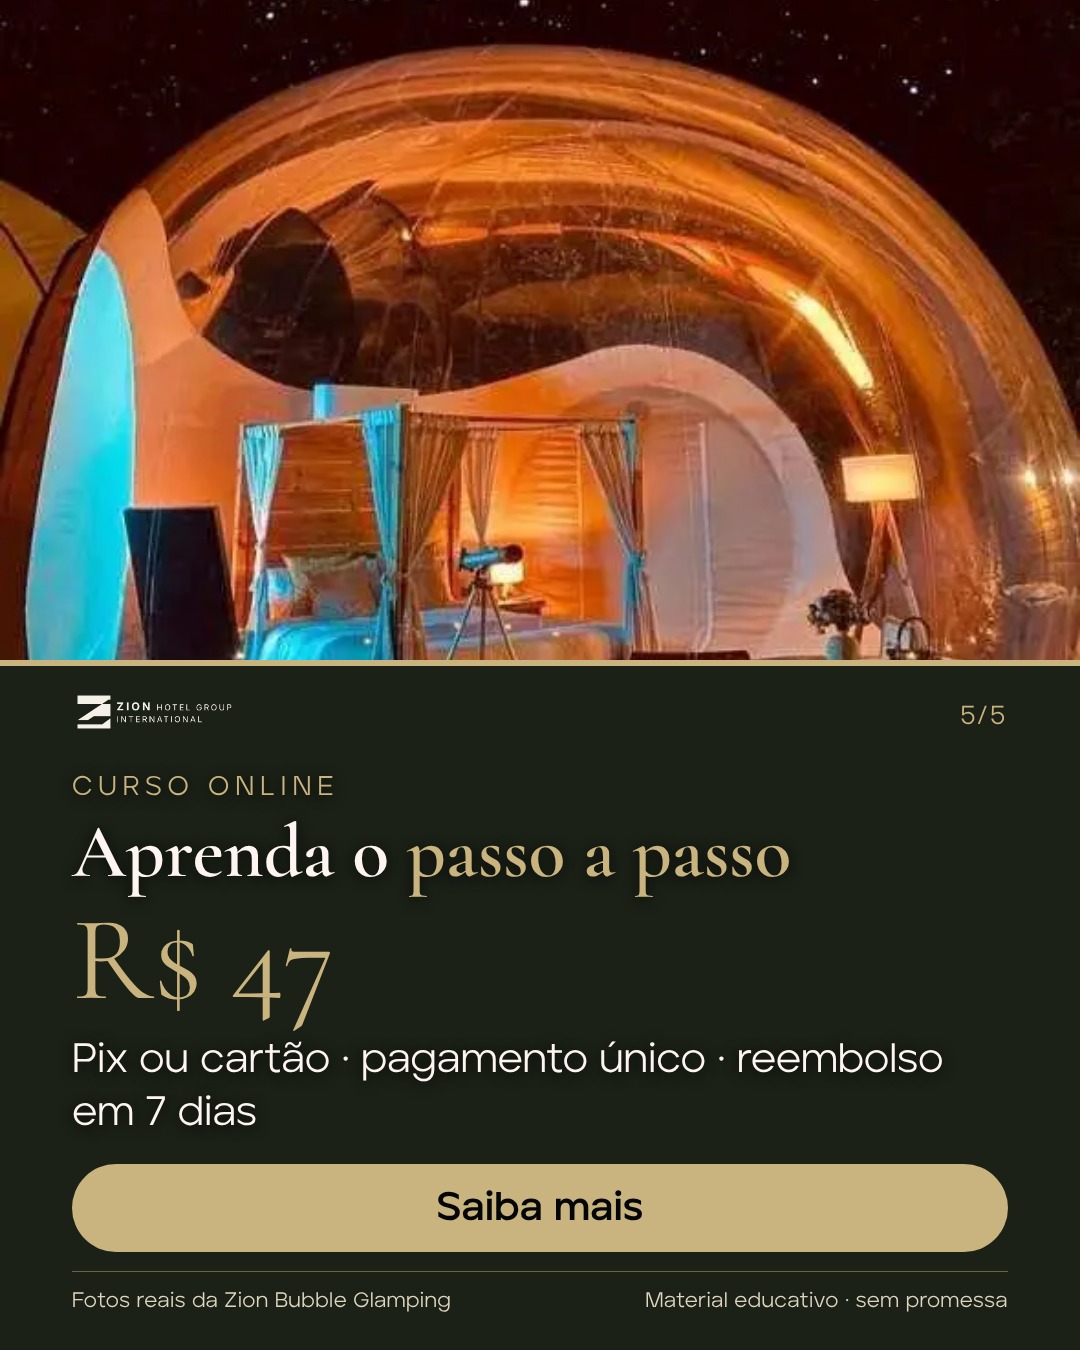 ZION HOTEL GROUP
INTERNATIONAL
5/5
CURSO ONLINE
Aprenda o passo a passo
R$ 47
Pix ou cartão · pagamento único · reembolso
em 7 dias
Saiba mais
Fotos reais da Zion Bubble Glamping
Material educativo · sem promessa